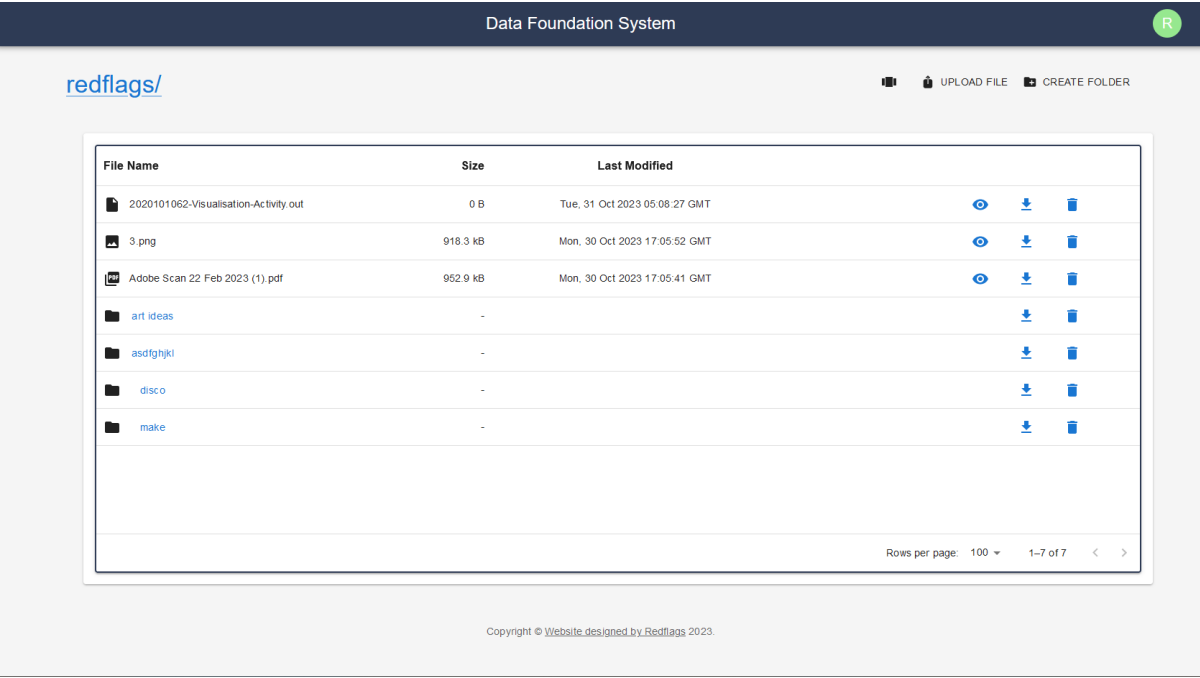 Data Foundation System
R
redflags/
UPLOAD FILE CREATE FOLDER
File Name Size Last Modified
2020101062-Visualisation-Activity.out 0 B Tue, 31 Oct 2023 05:08:27 GMT
3.png 918.3 kB Mon, 30 Oct 2023 17:05:52 GMT
PDF Adobe Scan 22 Feb 2023 (1).pdf 952.9 kB Mon, 30 Oct 2023 17:05:41 GMT
art ideas -
asdfghjkl -
disco -
make -
Rows per page: 100 1–7 of 7
Copyright © Website designed by Redflags 2023.